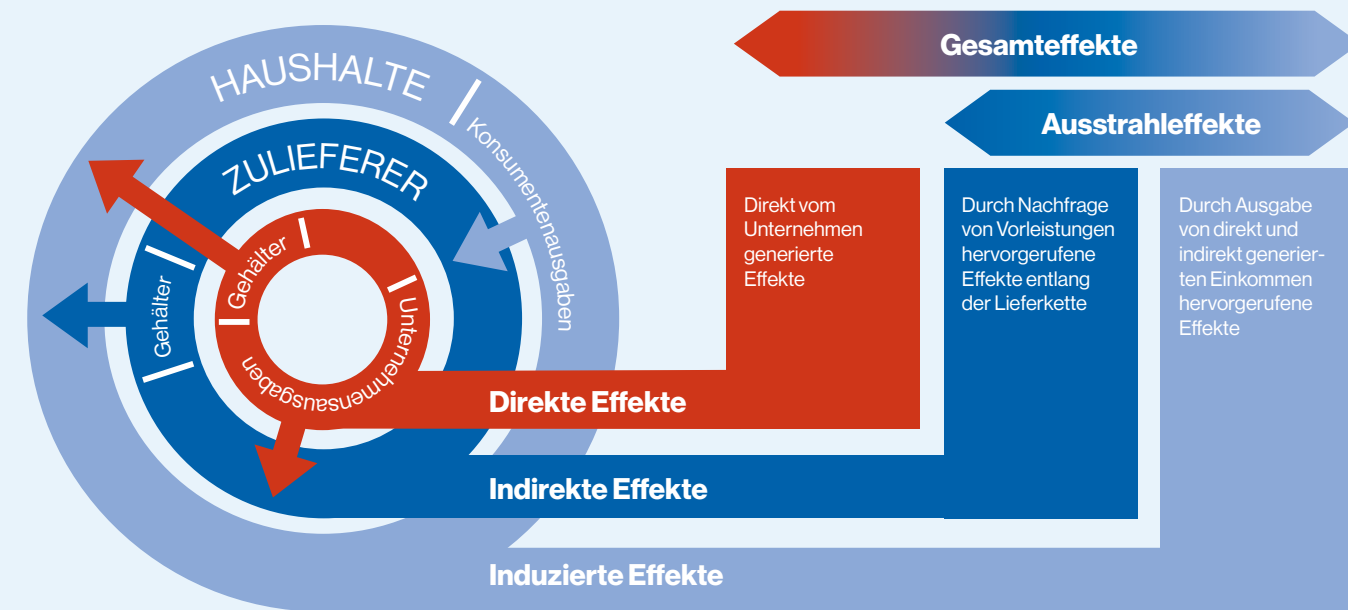 HAUSHALTE
Konsumentenausgaben
ZULIEFERER
Gehälter
Gehälter
Unternehmensausgaben
Gesamteffekte
Ausstrahleffekte
Direkt vom
Unternehmen
generierte
Effekte
Durch Nachfrage
von Vorleistungen
hervorgerufene
Effekte entlang
der Lieferkette
Durch Ausgabe
von direkt und
indirekt generier-
ten Einkommen
hervorgerufene
Effekte
Direkte Effekte
Indirekte Effekte
Induzierte Effekte